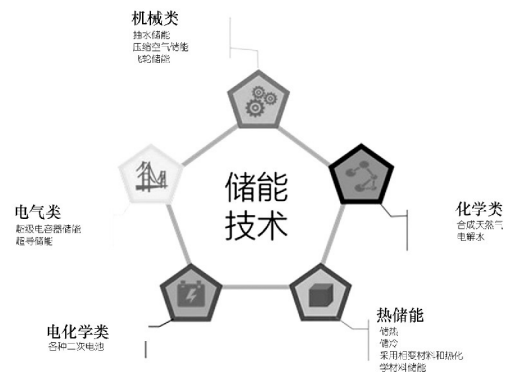 机械类
抽水储能
压缩空气储能
飞轮储能
储能
技术
电气类
超级电容器储能
超导储能
化学类
合成天然气
电解水
电化学类
各种二次电池
热储能
储热
储冷
采用相变材料和热化
学材料储能